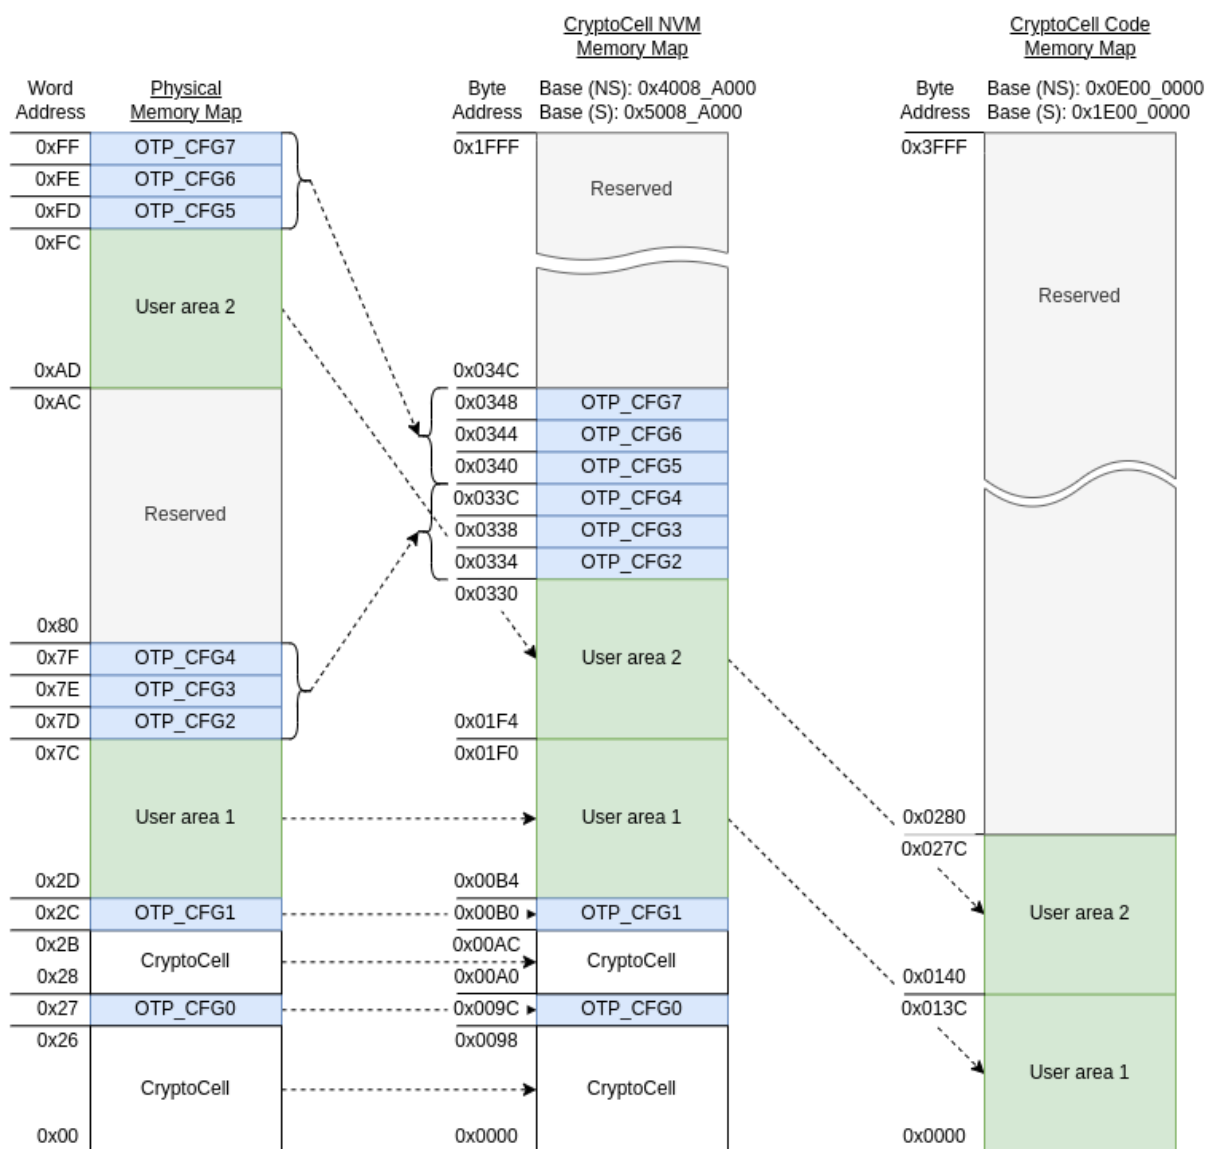 CryptoCell NVM
Memory Map
CryptoCell Code
Memory Map
Word
Address
Physical
Memory Map
Byte
Address
Base (NS): 0x4008_A000
Base (S): 0x5008_A000
Byte
Address
Base (NS): 0x0E00_0000
Base (S): 0x1E00_0000
0xFF
OTP_CFG7
0xFE
OTP_CFG6
0xFD
OTP_CFG5
0xFC
User area 2
0xAD
0xAC
Reserved
0x80
0x7F
OTP_CFG4
0x7E
OTP_CFG3
0x7D
OTP_CFG2
0x7C
User area 1
0x2D
0x2C
OTP_CFG1
0x2B
CryptoCell
0x28
0x27
OTP_CFG0
0x26
CryptoCell
0x00
0x1FFF
Reserved
0x034C
0x0348
OTP_CFG7
0x0344
OTP_CFG6
0x0340
OTP_CFG5
0x033C
OTP_CFG4
0x0338
OTP_CFG3
0x0334
OTP_CFG2
0x0330
User area 2
0x01F4
0x01F0
User area 1
0x00B4
0x00B0
OTP_CFG1
0x00AC
CryptoCell
0x00A0
0x009C
OTP_CFG0
0x0098
CryptoCell
0x0000
0x3FFF
Reserved
0x0280
0x027C
User area 2
0x0140
0x013C
User area 1
0x0000